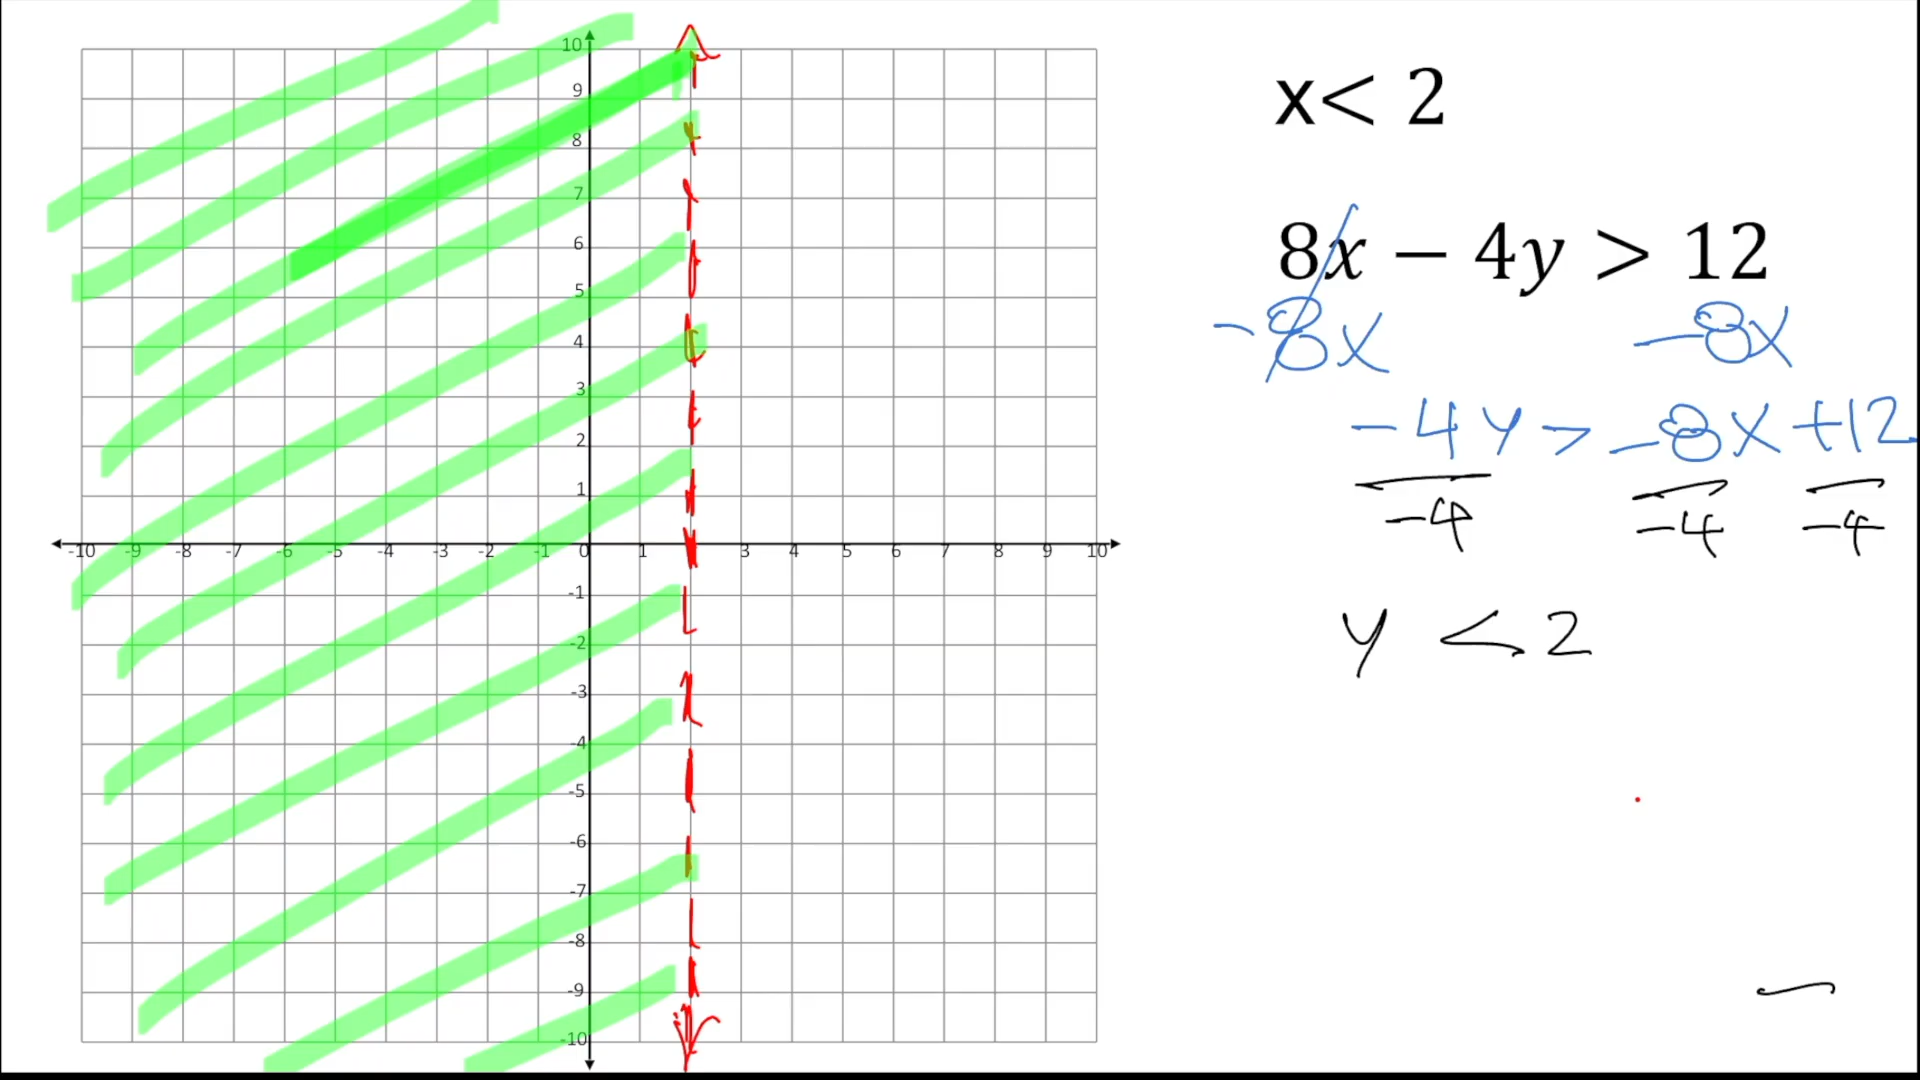 x< 2
8x − 4y > 12
-8x -8x
-4y > -8x +12
-4 -4 -4
y < 2
10
9
8
7
6
5
4
3
2
1
-10 -9 -8 -7 -6 -5 -4 -3 -2 -1 0 1 3 4 5 6 7 8 9 10
-1
-2
-3
-4
-5
-6
-7
-8
-9
-10